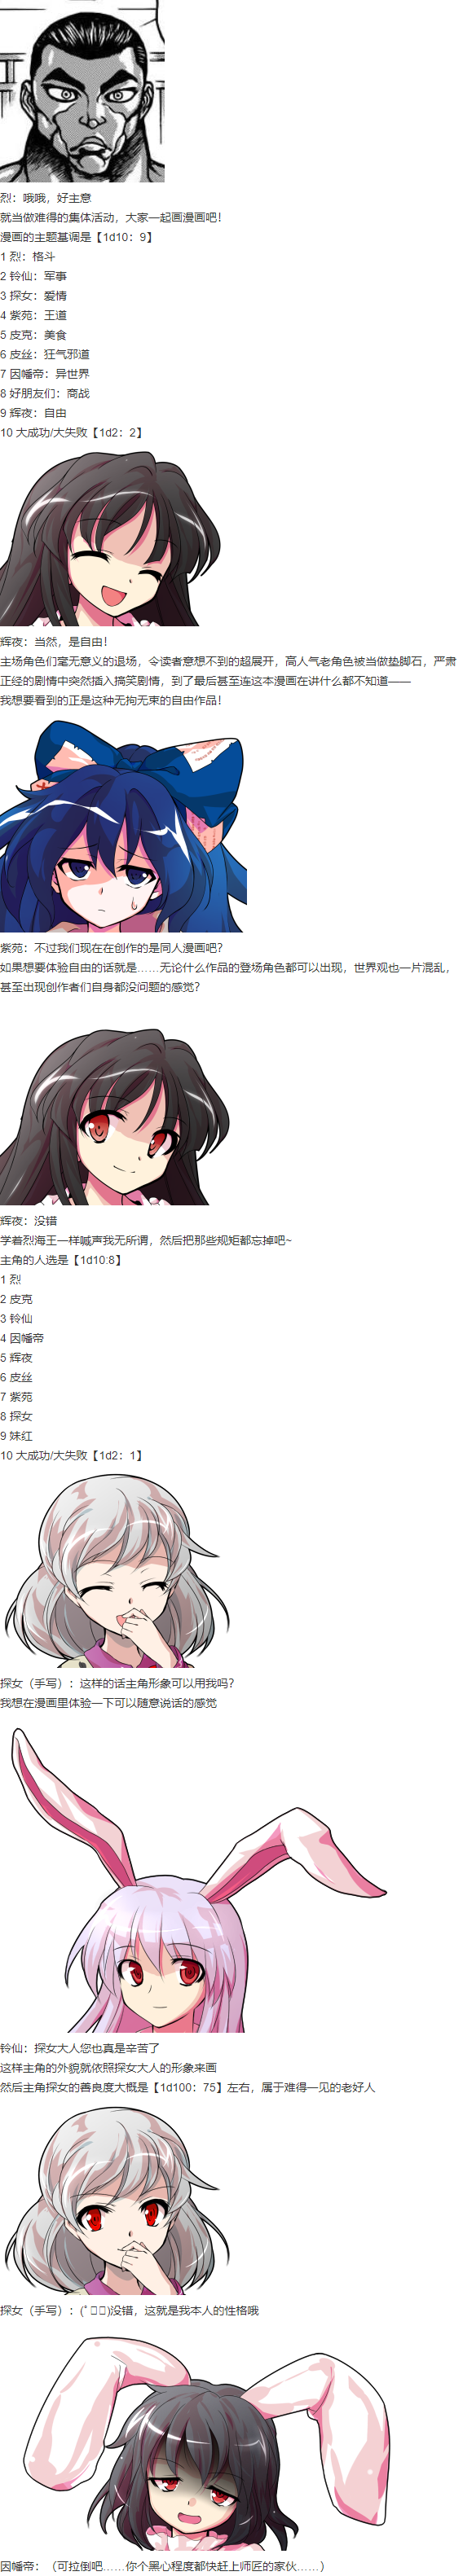 烈：哦哦，好主意
就当做难得的集体活动，大家一起画漫画吧！
漫画的主题基调是【1d10：9】
1 烈：格斗
2 铃仙：军事
3 探女：爱情
4 紫苑：王道
5 皮克：美食
6 皮丝：狂气邪道
7 因幡帝：异世界
8 好朋友们：商战
9 辉夜：自由
10 大成功/大失败【1d2：2】
辉夜：当然，是自由！
主场角色们毫无意义的退场，令读者意想不到的超展开，高人气老角色被当做垫脚石，严肃
正经的剧情中突然插入搞笑剧情，到了最后甚至连这本漫画在讲什么都不知道——
我想要看到的正是这种无拘无束的自由作品！
紫苑：不过我们现在在创作的是同人漫画吧？
如果想要体验自由的话就是……无论什么作品的登场角色都可以出现，世界观也一片混乱，
甚至出现创作者们自身都没问题的感觉？
辉夜：没错
学着烈海王一样喊声我无所谓，然后把那些规矩都忘掉吧~
主角的人选是【1d10:8】
1 烈
2 皮克
3 铃仙
4 因幡帝
5 辉夜
6 皮丝
7 紫苑
8 探女
9 妹红
10 大成功/大失败【1d2：1】
探女（手写）：这样的话主角形象可以用我吗？
我想在漫画里体验一下可以随意说话的感觉
铃仙：探女大人您也真是辛苦了
这样主角的外貌就依照探女大人的形象来画
然后主角探女的善良度大概是【1d100：75】左右，属于难得一见的老好人
探女（手写）：(ﾟ▯▯)没错，这就是我本人的性格哦
因幡帝：（可拉倒吧……你个黑心程度都快赶上师匠的家伙……）